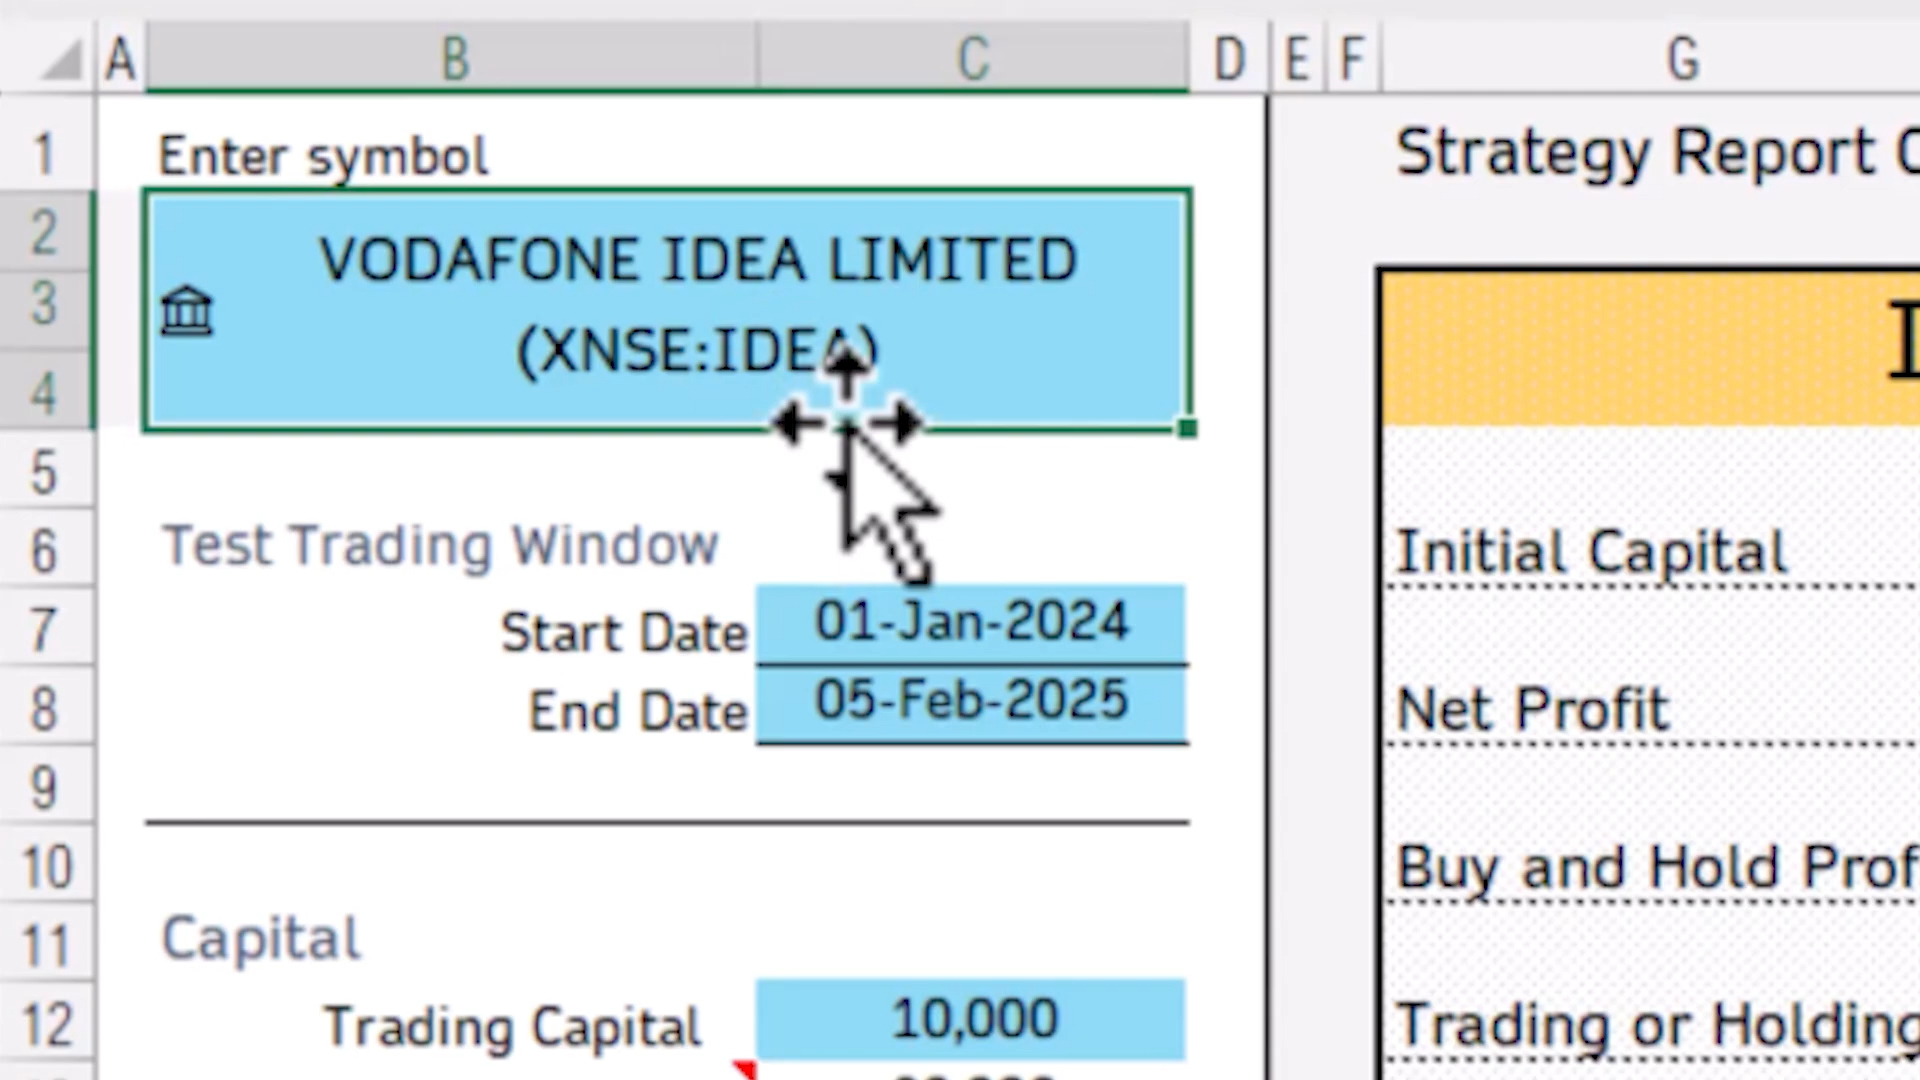 A B C D E F G
1 Enter symbol Strategy Report
2 VODAFONE IDEA LIMITED
3
4 (XNSE:IDEA)
5
6 Test Trading Window Initial Capital
7 Start Date 01-Jan-2024
8 End Date 05-Feb-2025 Net Profit
9
10 Buy and Hold
11 Capital
12 Trading Capital 10,000 Trading or Holding